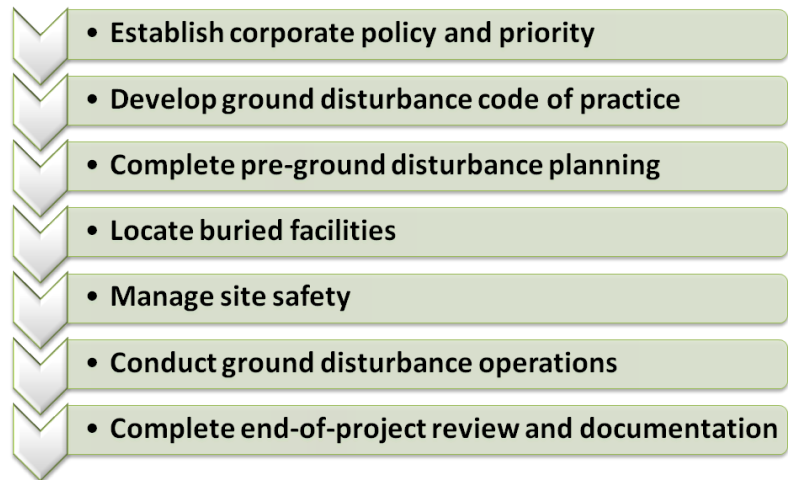 • Establish corporate policy and priority
• Develop ground disturbance code of practice
• Complete pre-ground disturbance planning
• Locate buried facilities
• Manage site safety
• Conduct ground disturbance operations
• Complete end-of-project review and documentation